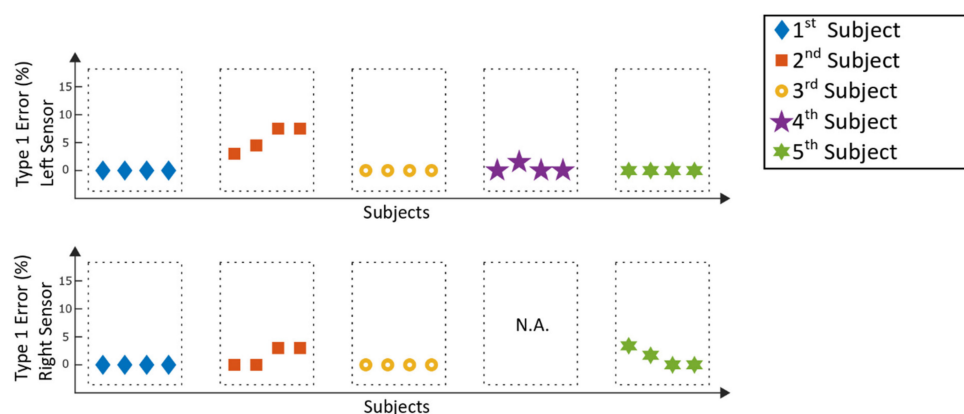 1st Subject
2nd Subject
3rd Subject
4th Subject
5th Subject
Type 1 Error (%)
Left Sensor
15
10
5
0
Subjects
Type 1 Error (%)
Right Sensor
15
10
5
0
N.A.
Subjects